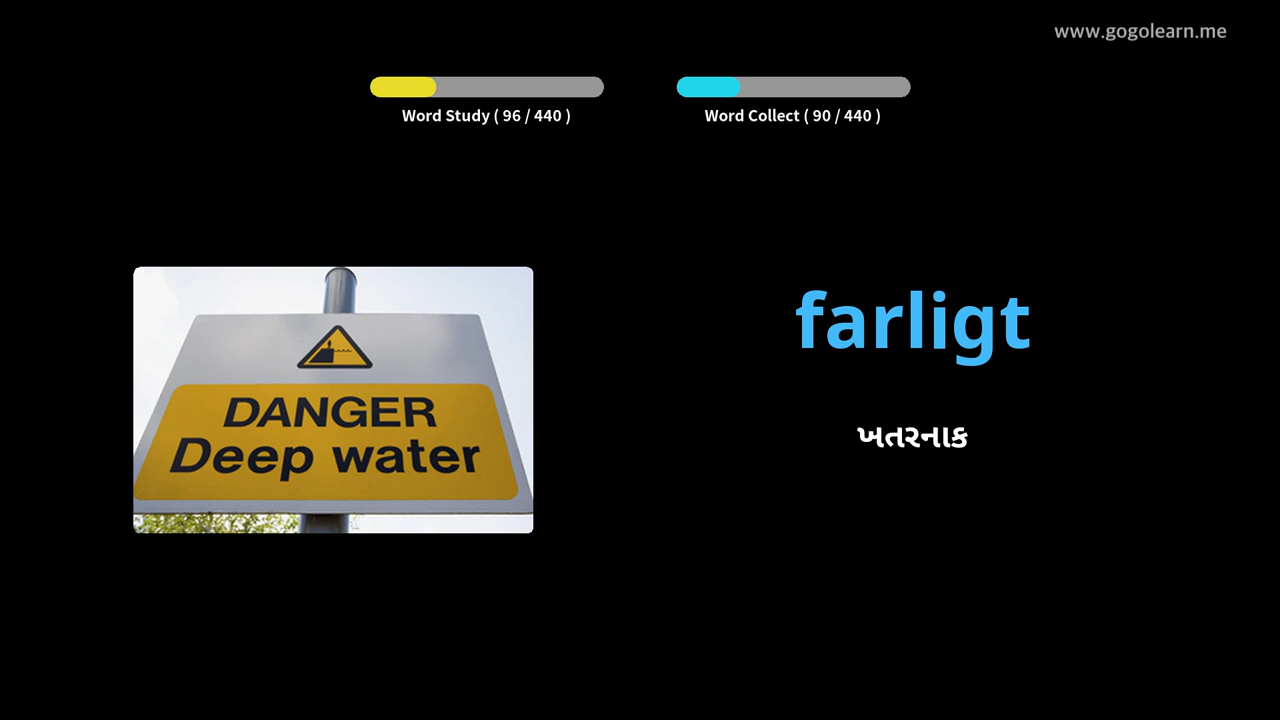 www.gogolearn.me
Word Study ( 96 / 440 )
Word Collect ( 90 / 440 )
DANGER
Deep water
farligt
ખતરનાક